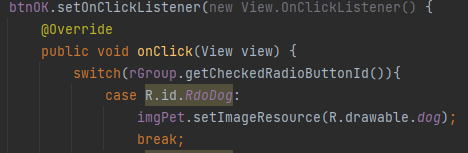 btnOK.setOnClickListener(new View.OnClickListener() {
@Override
public void onClick(View view) {
switch(rGroup.getCheckedRadioButtonId()){
case R.id.RdoDog:
imgPet.setImageResource(R.drawable.dog);
break;